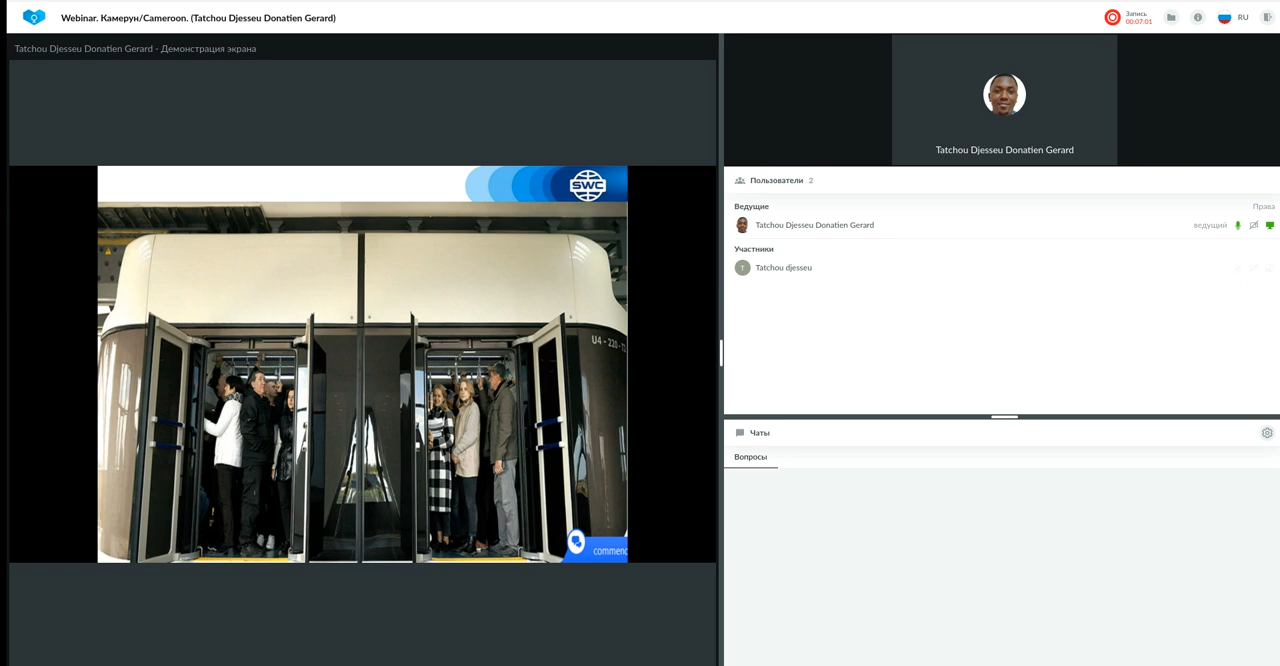 Webinar. Камерун/Cameroon. (Tatchou Djesseu Donatien Gerard)
Запись
00:07:01
RU
Tatchou Djesseu Donatien Gerard - Демонстрация экрана
SWC
U4-220-
commenc
Tatchou Djesseu Donatien Gerard
Пользователи 2
Ведущие
Права
Tatchou Djesseu Donatien Gerard
ведущий
Участники
T
Tatchou djesseu
Чаты
Вопросы